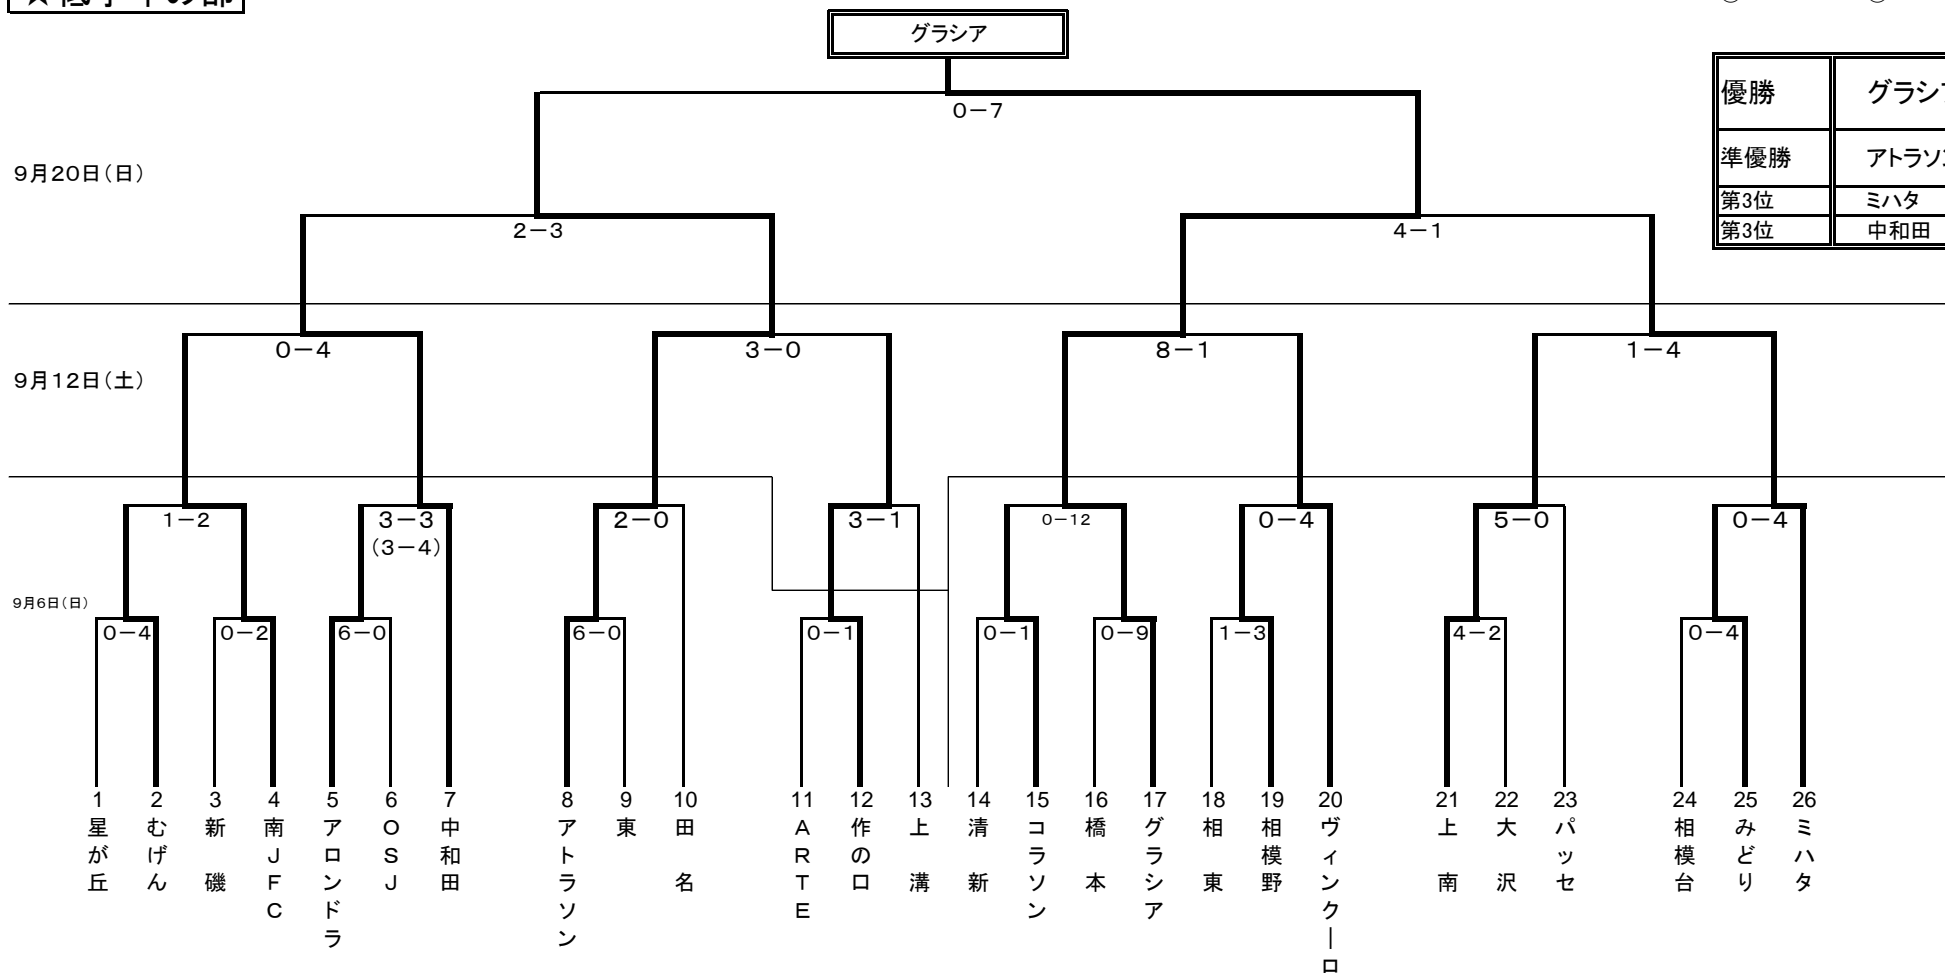 グラシア
0－7
優勝 グラシ
準優勝 アトラソ
第3位 ミハタ
第3位 中和田
9月20日（日）
2－3 4－1
0－4 3－0 8－1 1－4
9月12日（土）
1－2 3－3 2－0 3－1 0－12 0－4 5－0 0－4
（3－4）
9月6日（日）
0－4 0－2 6－0 6－0 0－1 0－1 0－9 1－3 4－2 0－4
1 星が丘
2 むげん
3 新磯
4 南JFC
5 アロンドラ
6 OSJ
7 中和田
8 アトラソン
9 東
10 田名
11 ARTE
12 作の口
13 上溝
14 清新
15 コラソン
16 橋本
17 グラシア
18 相東
19 相模野
20 ヴィンクーロ
21 上南
22 大沢
23 パッセ
24 相模台
25 みどり
26 ミハタ